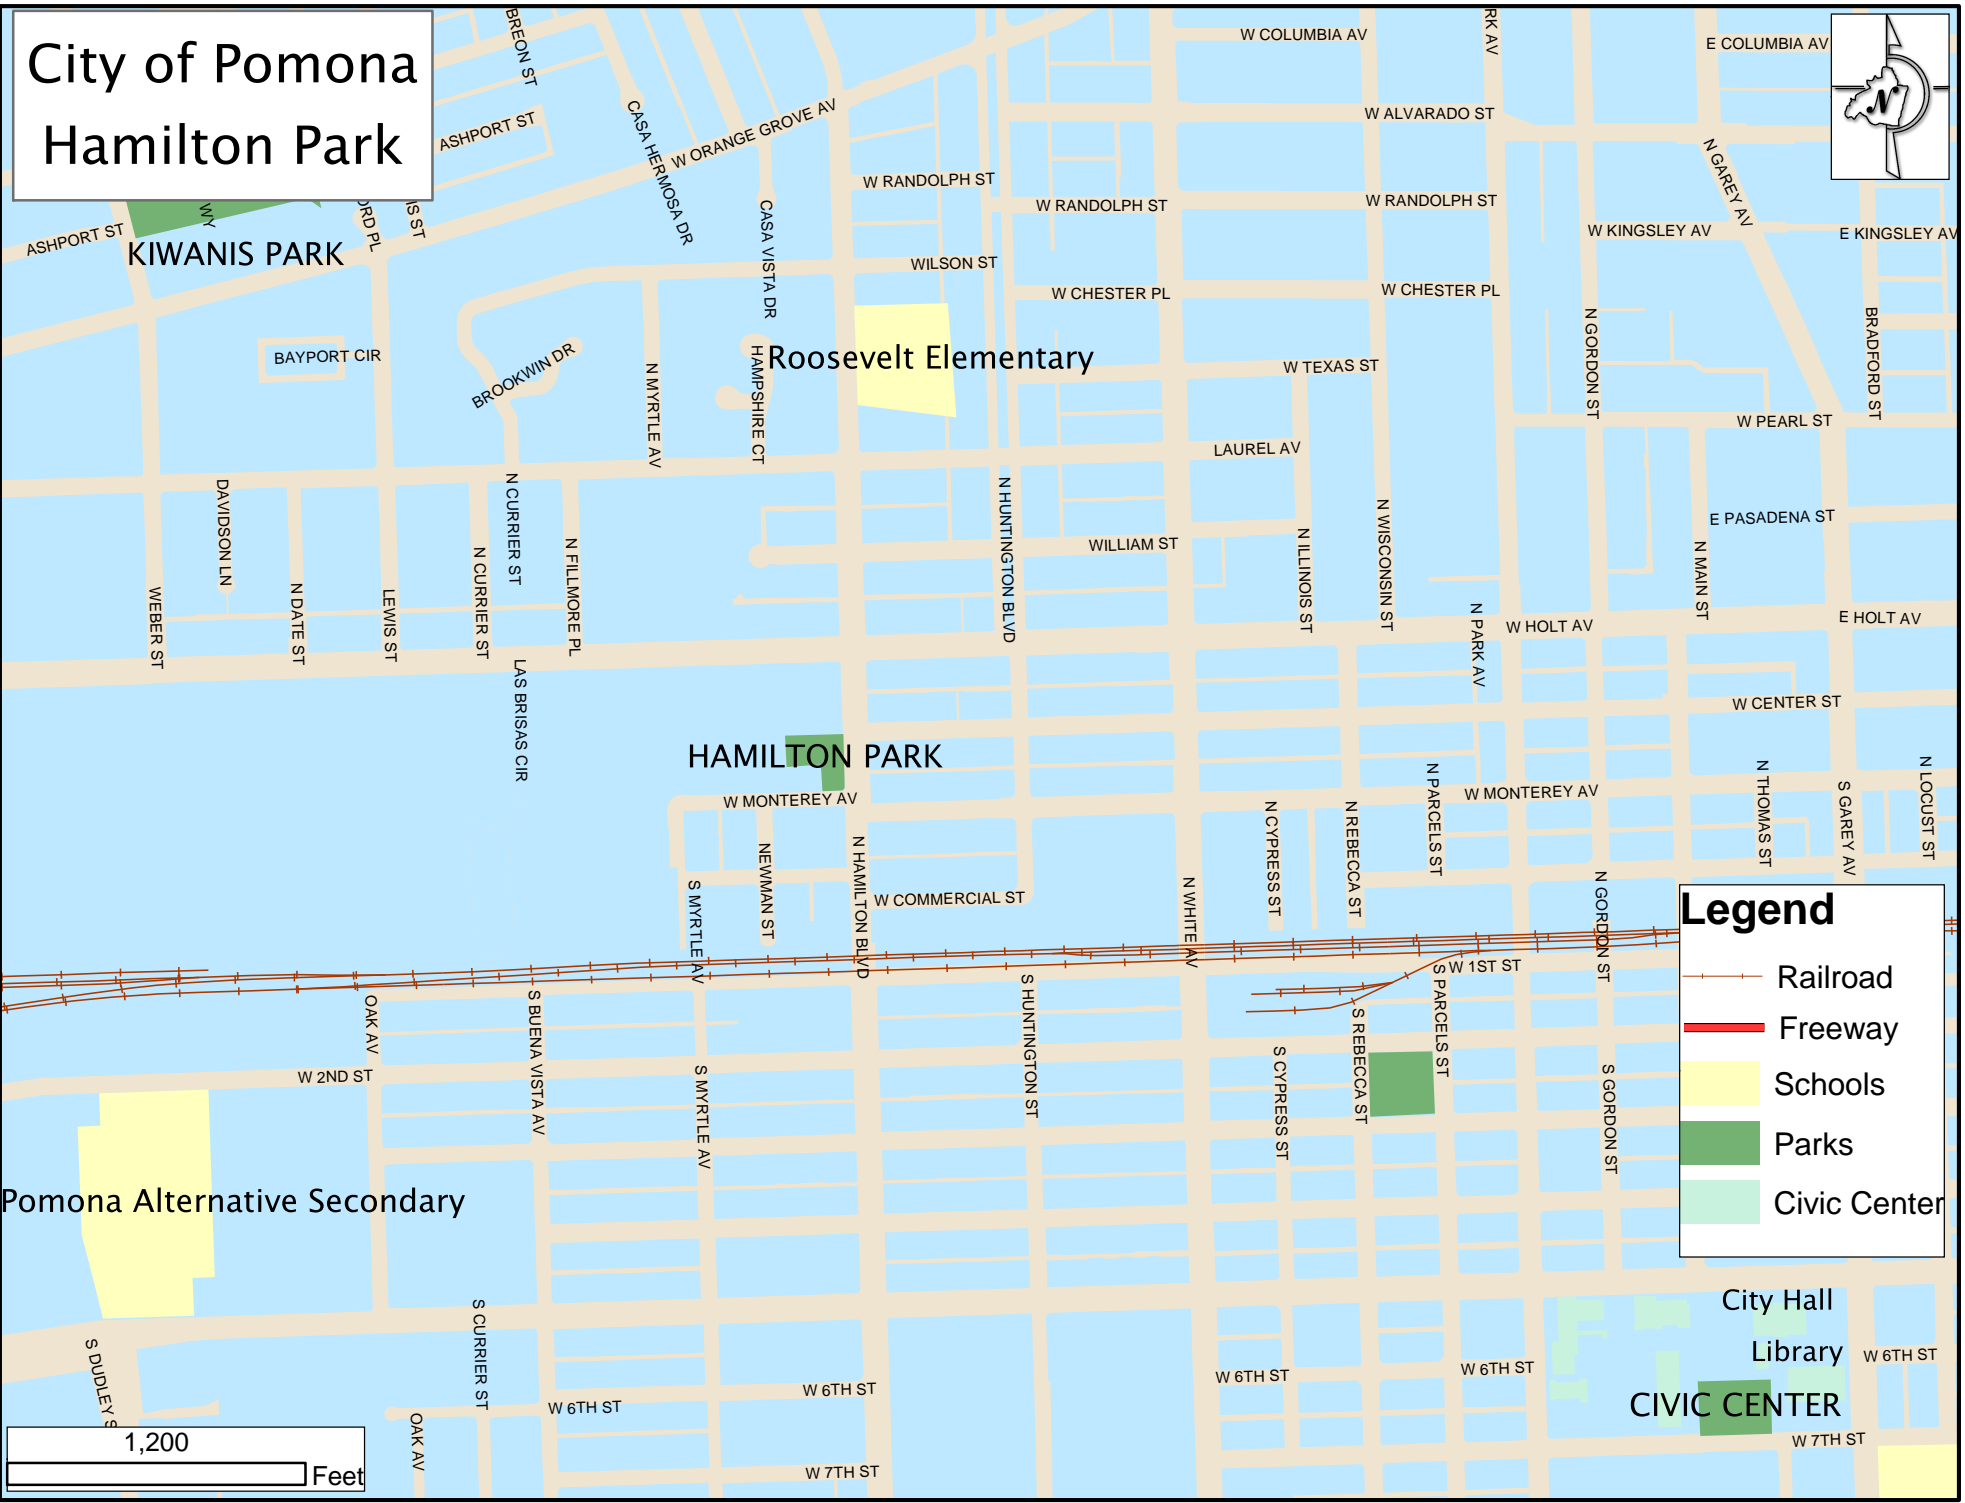 City of Pomona
Hamilton Park
BREON ST
W COLUMBIA AV
RK AV
E COLUMBIA AV
N
ASHPORT ST
CASA HERMOSA DR
W ORANGE GROVE AV
W ALVARADO ST
N GAREY AV
W RANDOLPH ST
W RANDOLPH ST
W RANDOLPH ST
WY
ORD PL
IS ST
CASA VISTA DR
ASHPORT ST
KIWANIS PARK
W KINGSLEY AV
E KINGSLEY AV
WILSON ST
W CHESTER PL
W CHESTER PL
N GORDON ST
BRADFORD ST
BAYPORT CIR
BROOKWIN DR
N MYRTLE AV
HAMPSHIRE CT
Roosevelt Elementary
W TEXAS ST
W PEARL ST
LAUREL AV
DAVIDSON LN
N CURRIER ST
N HUNTINGTON BLVD
N WISCONSIN ST
E PASADENA ST
WILLIAM ST
N ILLINOIS ST
N MAIN ST
WEBER ST
N DATE ST
LEWIS ST
N CURRIER ST
N FILLMORE PL
N PARK AV
W HOLT AV
E HOLT AV
LAS BRISAS CIR
W CENTER ST
HAMILTON PARK
W MONTEREY AV
W MONTEREY AV
N PARCELS ST
N THOMAS ST
S GAREY AV
N LOCUST ST
N CYPRESS ST
N REBECCA ST
NEWMAN ST
N HAMILTON BLVD
S MYRTLE AV
W COMMERCIAL ST
N WHITE AV
N GORDON ST
W 1ST ST
OAK AV
S BUENA VISTA AV
S HUNTINGTON ST
S PARCELS ST
S REBECCA ST
S CYPRESS ST
S GORDON ST
W 2ND ST
S MYRTLE AV
Pomona Alternative Secondary
Legend
Railroad
Freeway
Schools
Parks
Civic Center
City Hall
Library
CIVIC CENTER
S DUDLEY S
S CURRIER ST
W 6TH ST
W 6TH ST
W 6TH ST
W 6TH ST
W 6TH ST
OAK AV
W 7TH ST
W 7TH ST
1,200
Feet